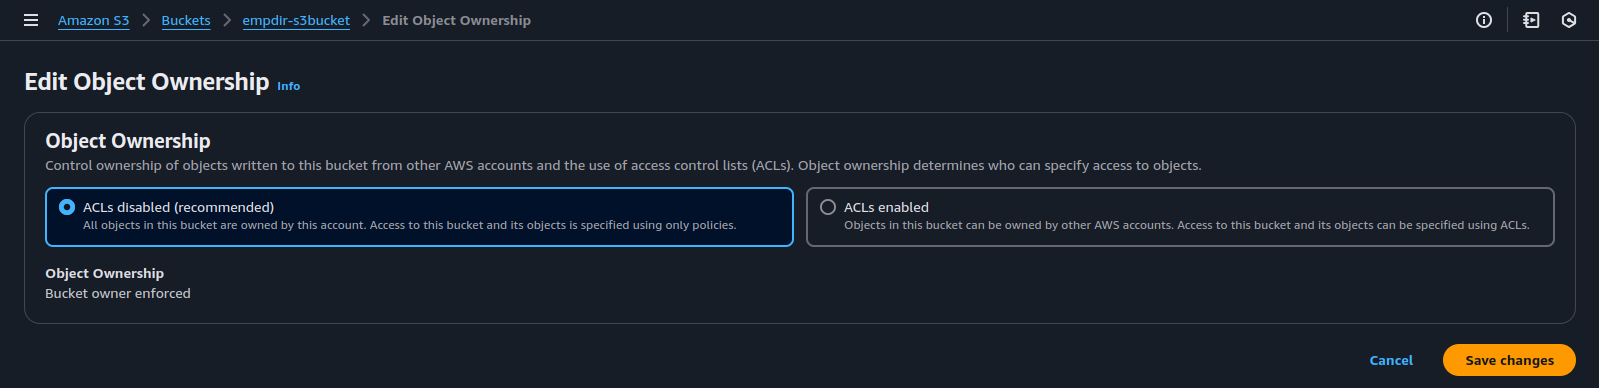 Amazon S3 > Buckets > empdir-s3bucket > Edit Object Ownership
Edit Object Ownership Info
Object Ownership
Control ownership of objects written to this bucket from other AWS accounts and the use of access control lists (ACLs). Object ownership determines who can specify access to objects.
ACLs disabled (recommended)
All objects in this bucket are owned by this account. Access to this bucket and its objects is specified using only policies.
ACLs enabled
Objects in this bucket can be owned by other AWS accounts. Access to this bucket and its objects can be specified using ACLs.
Object Ownership
Bucket owner enforced
Cancel
Save changes